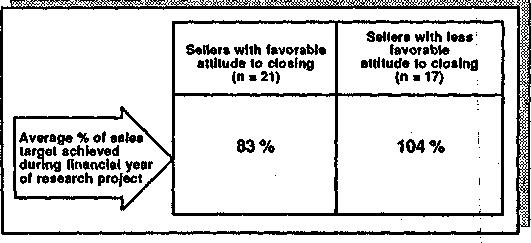 Sellers with favorable
attitude to closing
(n = 21)
Sellers with less
favorable
attitude to closing
(n = 17)
Average % of sales
target achieved
during financial year
of research project
83 %
104 %